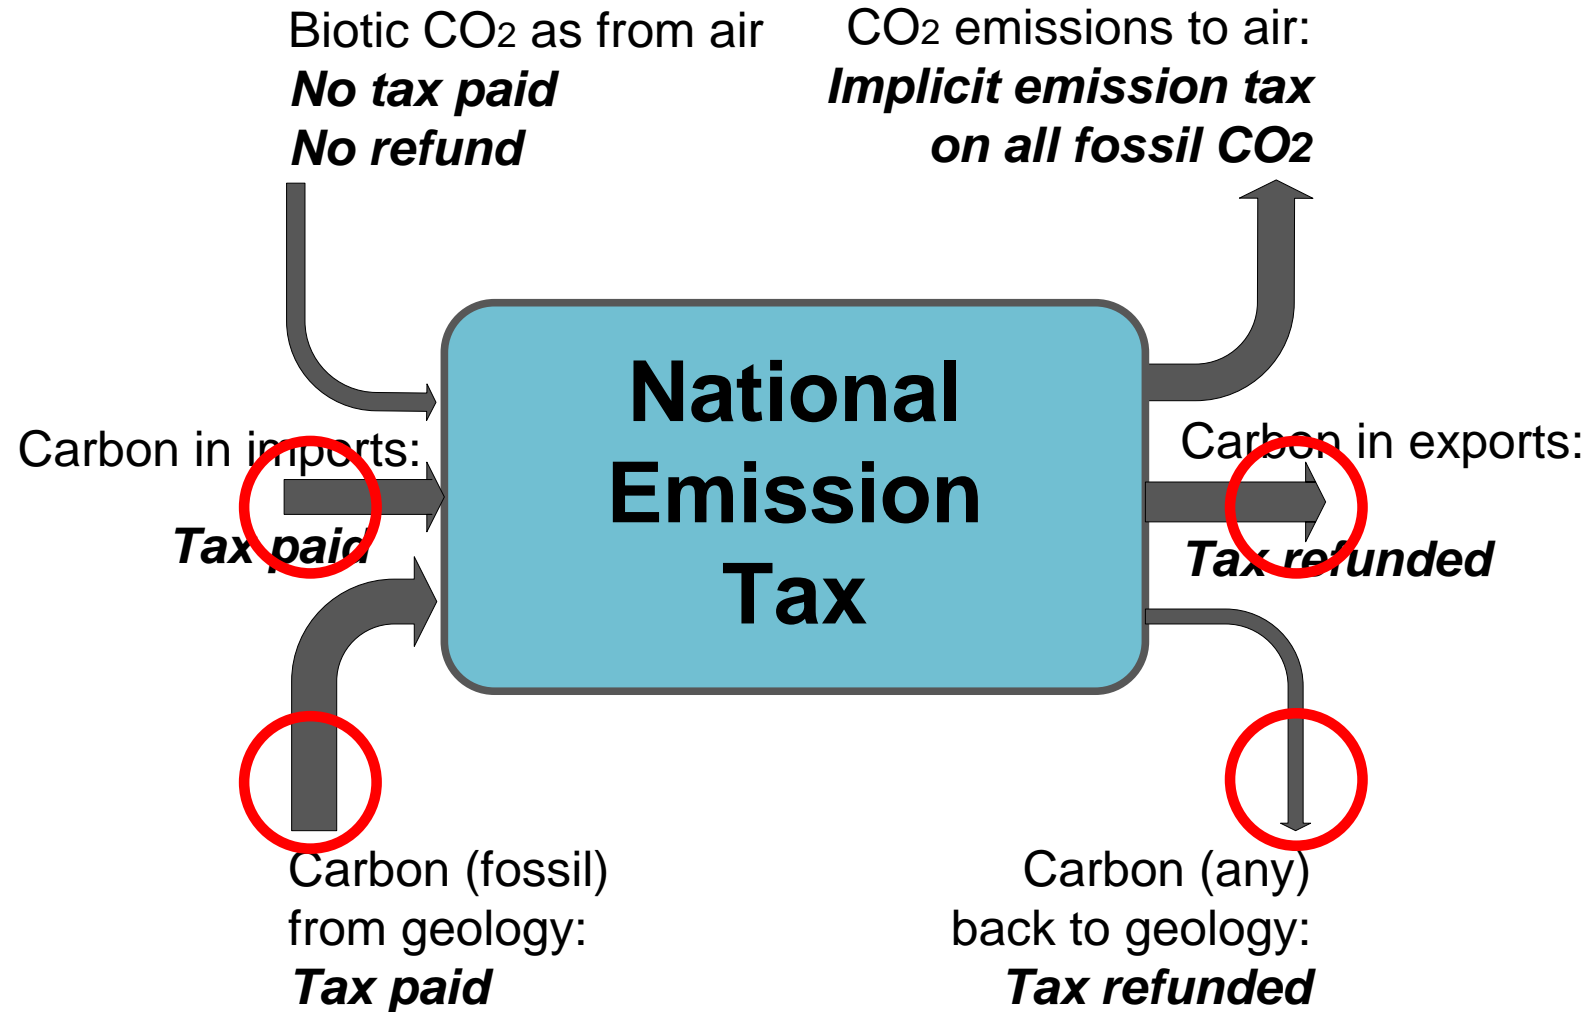 Biotic CO2 as from air
No tax paid
No refund
CO2 emissions to air:
Implicit emission tax
on all fossil CO2
National
Emission
Tax
Carbon in imports:
Tax paid
Carbon in exports:
Tax refunded
Carbon (fossil)
from geology:
Tax paid
Carbon (any)
back to geology:
Tax refunded